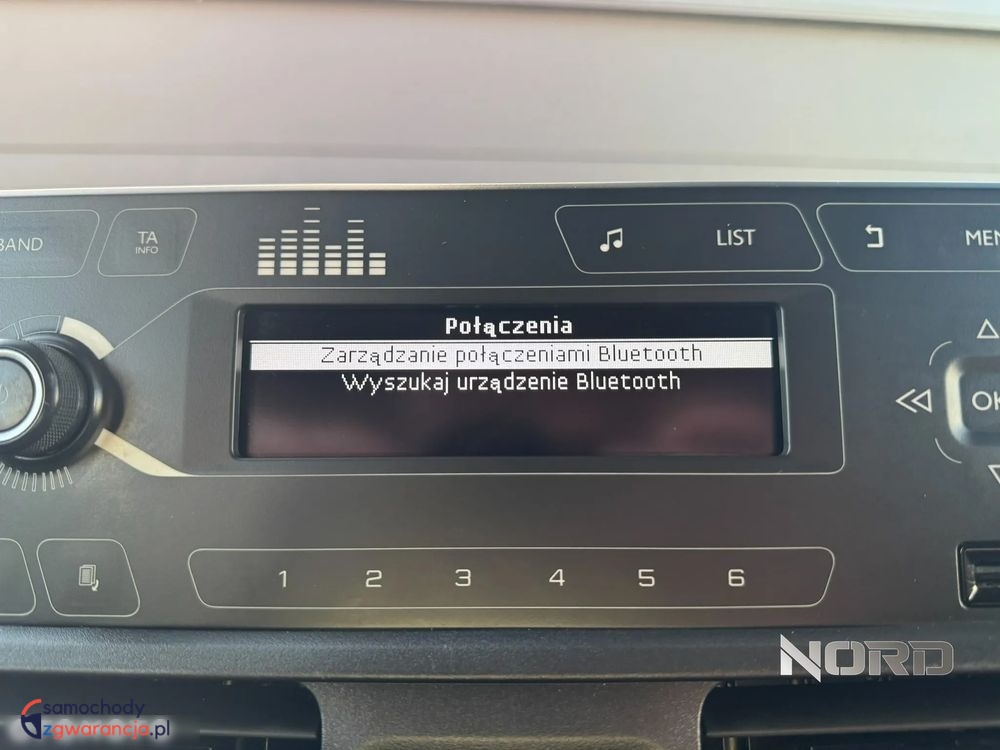 BAND
TA
INFO
LIST
MEN
Połączenia
Zarządzanie połączeniami Bluetooth
Wyszukaj urządzenie Bluetooth
OK
1 2 3 4 5 6
NORD
samochody
zgwarancja.pl